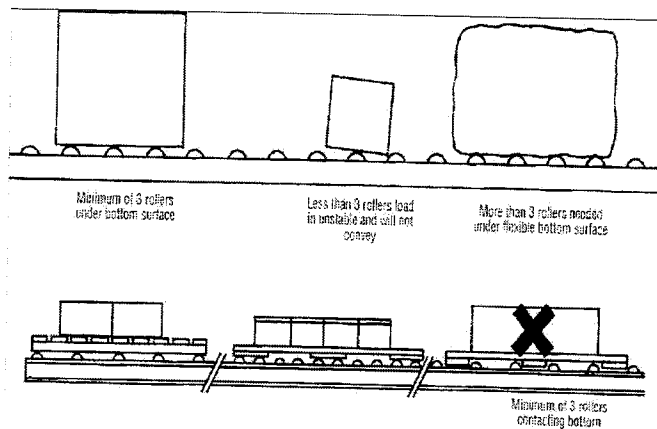 Minimum of 3 rollers
under bottom surface
Less than 3 rollers load
in unstable and will not
convey
More than 3 rollers needed
under flexible bottom surface
Minimum of 3 rollers
contacting bottom